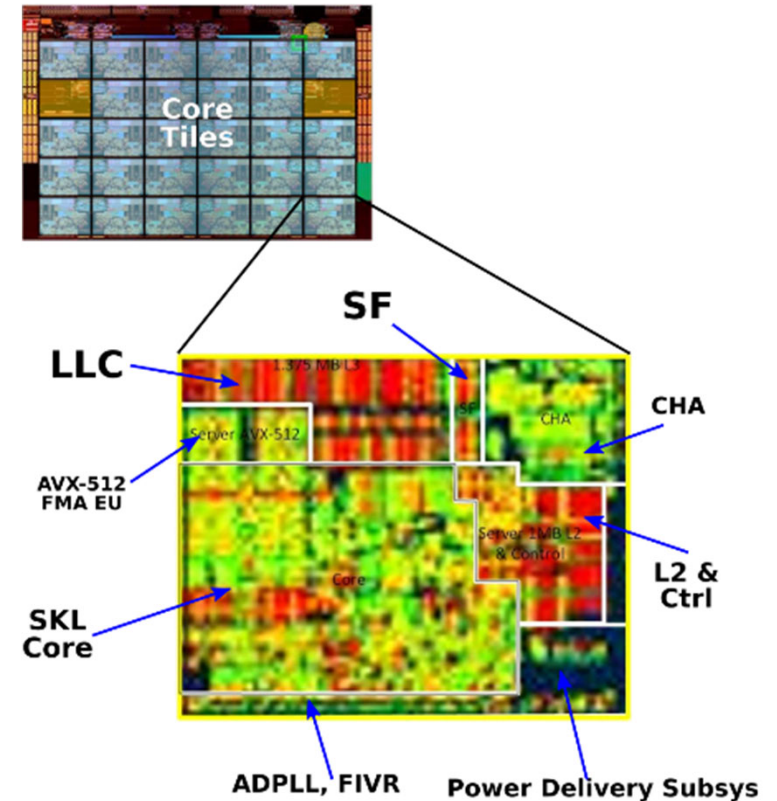 Core
Tiles
SF
LLC
1.375 MB L3
SF
CHA
CHA
Server AVX-512
AVX-512
FMA EU
Server 1MB L2
& Control
L2 &
Ctrl
Core
SKL
Core
ADPLL, FIVR
Power Delivery Subsys